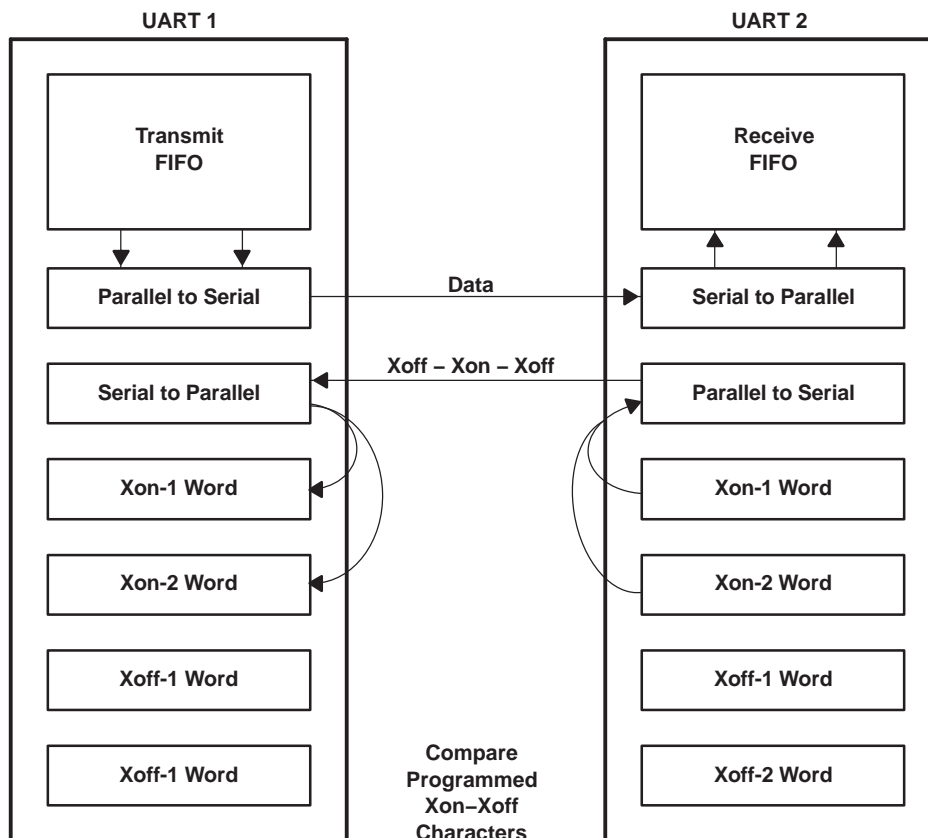 UART 1
UART 2
Transmit
FIFO
Receive
FIFO
Parallel to Serial
Data
Serial to Parallel
Xoff – Xon – Xoff
Serial to Parallel
Parallel to Serial
Xon-1 Word
Xon-1 Word
Xon-2 Word
Xon-2 Word
Xoff-1 Word
Xoff-1 Word
Xoff-1 Word
Xoff-2 Word
Compare
Programmed
Xon–Xoff
Characters